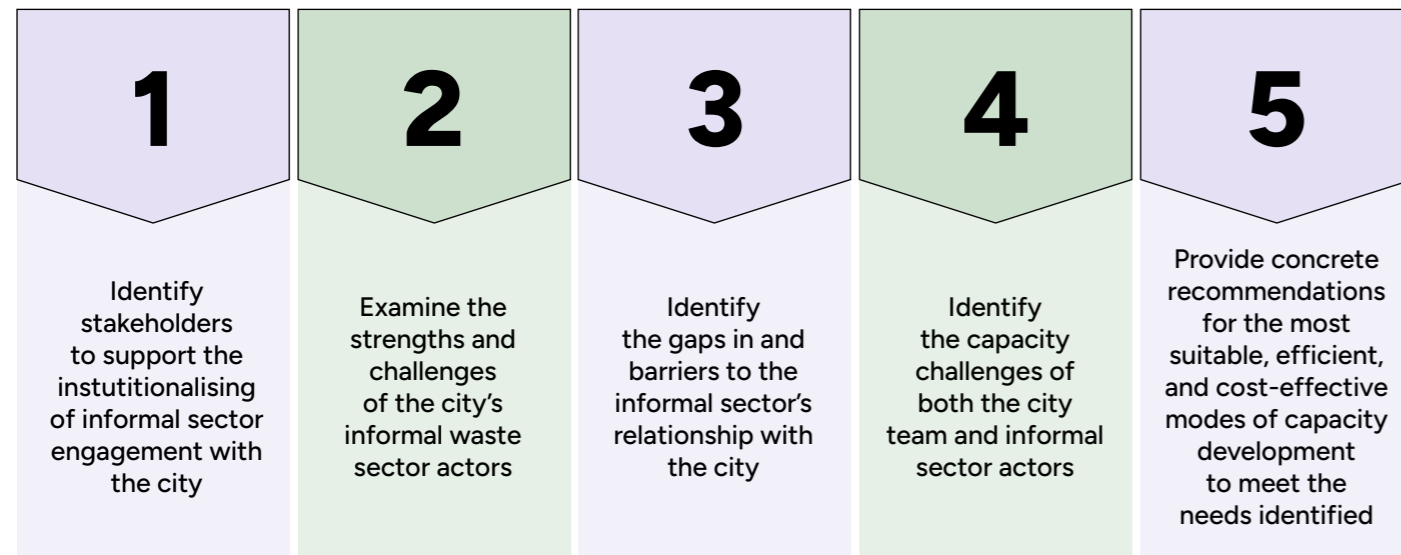 1
Identify
stakeholders
to support the
instutitionalising
of informal sector
engagement with
the city
2
Examine the
strengths and
challenges
of the city’s
informal waste
sector actors
3
Identify
the gaps in and
barriers to the
informal sector’s
relationship with
the city
4
Identify
the capacity
challenges of
both the city
team and informal
sector actors
5
Provide concrete
recommendations
for the most
suitable, efficient,
and cost-effective
modes of capacity
development
to meet the
needs identified